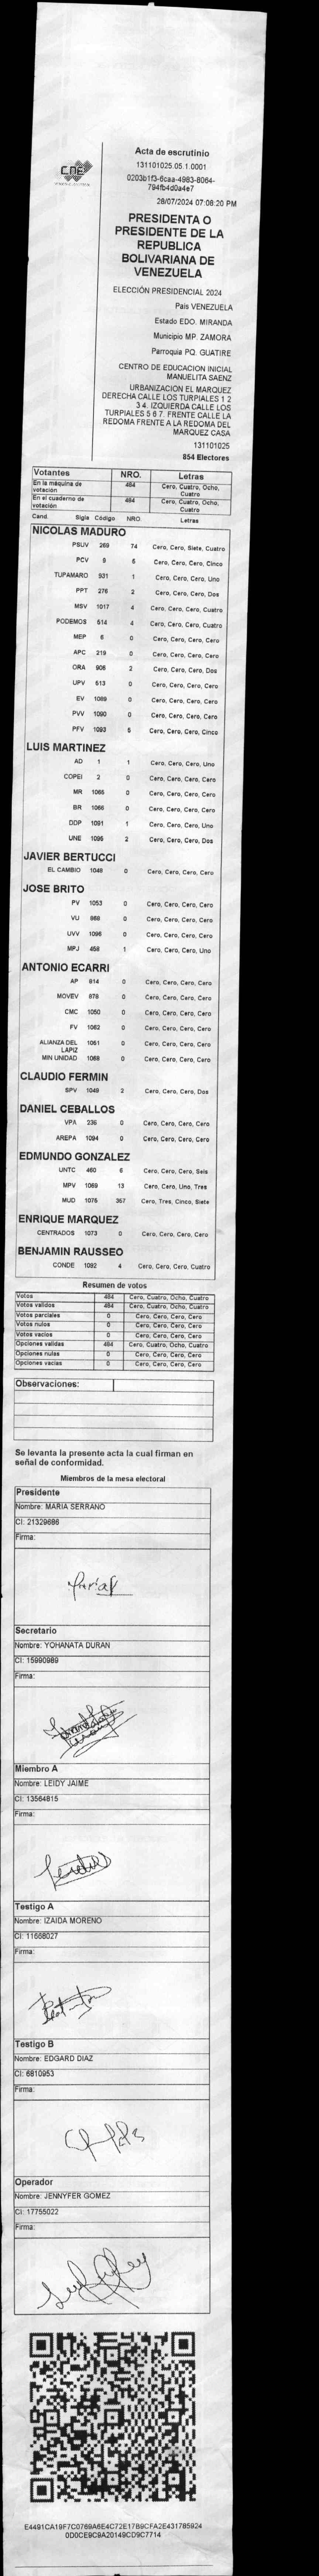 CNE
Acta de escrutinio
131101025.05.1.0001
0203b1f3-6caa-4983-8064-
794fb4d0a4e7
28/07/2024 07:08:20 PM
PRESIDENTA O
PRESIDENTE DE LA
REPUBLICA
BOLIVARIANA DE
VENEZUELA
ELECCIÓN PRESIDENCIAL 2024
Pais VENEZUELA
Estado EDO. MIRANDA
Municipio MP. ZAMORA
Parroquia PQ. GUATIRE
CENTRO DE EDUCACION INICIAL
MANUELITA SAENZ
URBANIZACION EL MARQUEZ
DERECHA CALLE LOS TURPIALES 1 2
3 4. IZQUIERDA CALLE LOS
TURPIALES 5 6 7. FRENTE CALLE LA
REDOMA FRENTE A LA REDOMA DEL
MARQUEZ CASA
131101025
854 Electores
Votantes NRO. Letras
En la máquina de votación 484 Cero, Cuatro, Ocho, Cuatro
En el cuaderno de votación 484 Cero, Cuatro, Ocho, Cuatro
Cand. Sigla Código NRO. Letras
NICOLAS MADURO
PSUV 269 74 Cero, Cero, Siete, Cuatro
PCV 9 5 Cero, Cero, Cero, Cinco
TUPAMARO 931 1 Cero, Cero, Cero, Uno
PPT 276 2 Cero, Cero, Cero, Dos
MSV 1017 4 Cero, Cero, Cero, Cuatro
PODEMOS 514 4 Cero, Cero, Cero, Cuatro
MEP 6 0 Cero, Cero, Cero, Cero
APC 219 0 Cero, Cero, Cero, Cero
ORA 906 2 Cero, Cero, Cero, Dos
UPV 513 0 Cero, Cero, Cero, Cero
EV 1089 0 Cero, Cero, Cero, Cero
PVV 1090 0 Cero, Cero, Cero, Cero
PFV 1093 5 Cero, Cero, Cero, Cinco
LUIS MARTINEZ
AD 1 1 Cero, Cero, Cero, Uno
COPEI 2 0 Cero, Cero, Cero, Cero
MR 1065 0 Cero, Cero, Cero, Cero
BR 1066 0 Cero, Cero, Cero, Cero
DDP 1091 1 Cero, Cero, Cero, Uno
UNE 1095 2 Cero, Cero, Cero, Dos
JAVIER BERTUCCI
EL CAMBIO 1048 0 Cero, Cero, Cero, Cero
JOSE BRITO
PV 1053 0 Cero, Cero, Cero, Cero
VU 868 0 Cero, Cero, Cero, Cero
UVV 1096 0 Cero, Cero, Cero, Cero
MPJ 458 1 Cero, Cero, Cero, Uno
ANTONIO ECARRI
AP 914 0 Cero, Cero, Cero, Cero
MOVEV 878 0 Cero, Cero, Cero, Cero
CMC 1050 0 Cero, Cero, Cero, Cero
FV 1062 0 Cero, Cero, Cero, Cero
ALIANZA DEL LAPIZ 1051 0 Cero, Cero, Cero, Cero
MIN UNIDAD 1088 0 Cero, Cero, Cero, Cero
CLAUDIO FERMIN
SPV 1049 2 Cero, Cero, Cero, Dos
DANIEL CEBALLOS
VPA 236 0 Cero, Cero, Cero, Cero
AREPA 1094 0 Cero, Cero, Cero, Cero
EDMUNDO GONZALEZ
UNTC 460 6 Cero, Cero, Cero, Seis
MPV 1069 13 Cero, Cero, Uno, Tres
MUD 1075 357 Cero, Tres, Cinco, Siete
ENRIQUE MARQUEZ
CENTRADOS 1073 0 Cero, Cero, Cero, Cero
BENJAMIN RAUSSEO
CONDE 1092 4 Cero, Cero, Cero, Cuatro
Resumen de votos
Votos 484 Cero, Cuatro, Ocho, Cuatro
Votos validos 484 Cero, Cuatro, Ocho, Cuatro
Votos parciales 0 Cero, Cero, Cero, Cero
Votos nulos 0 Cero, Cero, Cero, Cero
Votos vacios 0 Cero, Cero, Cero, Cero
Opciones validas 484 Cero, Cuatro, Ocho, Cuatro
Opciones nulas 0 Cero, Cero, Cero, Cero
Opciones vacias 0 Cero, Cero, Cero, Cero
Observaciones:
Se levanta la presente acta la cual firman en
señal de conformidad.
Miembros de la mesa electoral
Presidente
Nombre: MARIA SERRANO
CI: 21329686
Firma:
Secretario
Nombre: YOHANATA DURAN
CI: 15990989
Firma:
Miembro A
Nombre: LEIDY JAIME
CI: 13564815
Firma:
Testigo A
Nombre: IZAIDA MORENO
CI: 11668027
Firma:
Testigo B
Nombre: EDGARD DIAZ
CI: 6810953
Firma:
Operador
Nombre: JENNYFER GOMEZ
CI: 17755022
Firma:
E4491CA19F7C0769A6E4C72E17B9CFA2E431785924
0D0CE9C9A20149CD9C7714